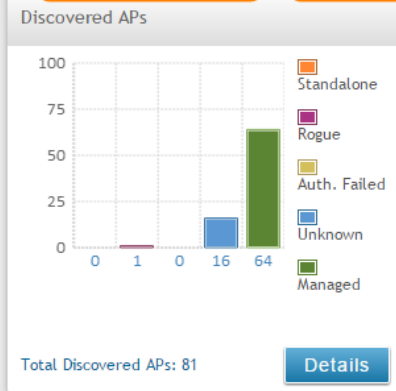 Discovered APs
100
75
50
25
0
0 1 0 16 64
Standalone
Rogue
Auth. Failed
Unknown
Managed
Total Discovered APs: 81
Details